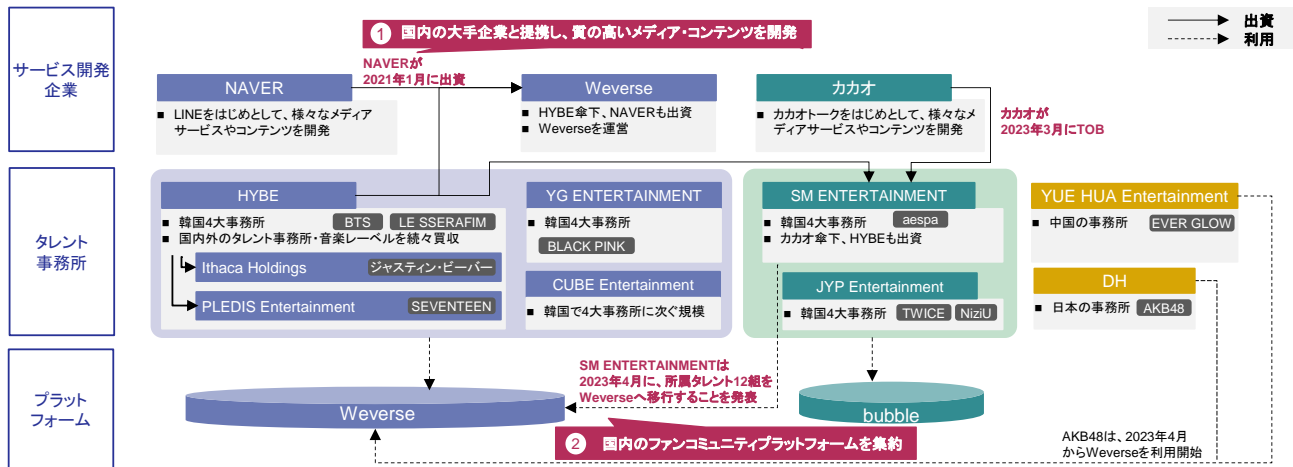 ① 国内の大手企業と提携し、質の高いメディア・コンテンツを開発
出資
利用
サービス開発
企業
NAVERが
2021年1月に出資
NAVER
■ LINEをはじめとして、様々なメディア
サービスやコンテンツを開発
Weverse
■ HYBE傘下、NAVERも出資
■ Weverseを運営
カカオ
■ カカオトークをはじめとして、様々なメ
ディアサービスやコンテンツを開発
カカオが
2023年3月にTOB
タレント
事務所
HYBE
■ 韓国4大事務所 BTS LE SSERAFIM
■ 国内外のタレント事務所・音楽レーベルを続々買収
Ithaca Holdings ジャスティン・ビーバー
PLEDIS Entertainment SEVENTEEN
YG ENTERTAINMENT
■ 韓国4大事務所
BLACK PINK
CUBE Entertainment
■ 韓国で4大事務所に次ぐ規模
SM ENTERTAINMENT
■ 韓国4大事務所 aespa
■ カカオ傘下、HYBEも出資
JYP Entertainment
■ 韓国4大事務所 TWICE NiziU
YUE HUA Entertainment
■ 中国の事務所 EVER GLOW
DH
■ 日本の事務所 AKB48
プラット
フォーム
SM ENTERTAINMENTは
2023年4月に、所属タレント12組を
Weverseへ移行することを発表
Weverse
bubble
② 国内のファンコミュニティプラットフォームを集約
AKB48は、2023年4月
からWeverseを利用開始